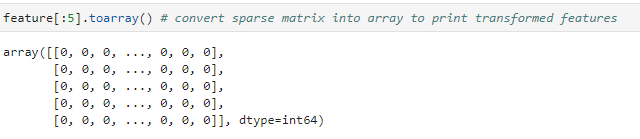 feature[:5].toarray() # convert sparse matrix into array to print transformed features
array([[0, 0, 0, ..., 0, 0, 0],
       [0, 0, 0, ..., 0, 0, 0],
       [0, 0, 0, ..., 0, 0, 0],
       [0, 0, 0, ..., 0, 0, 0],
       [0, 0, 0, ..., 0, 0, 0]], dtype=int64)